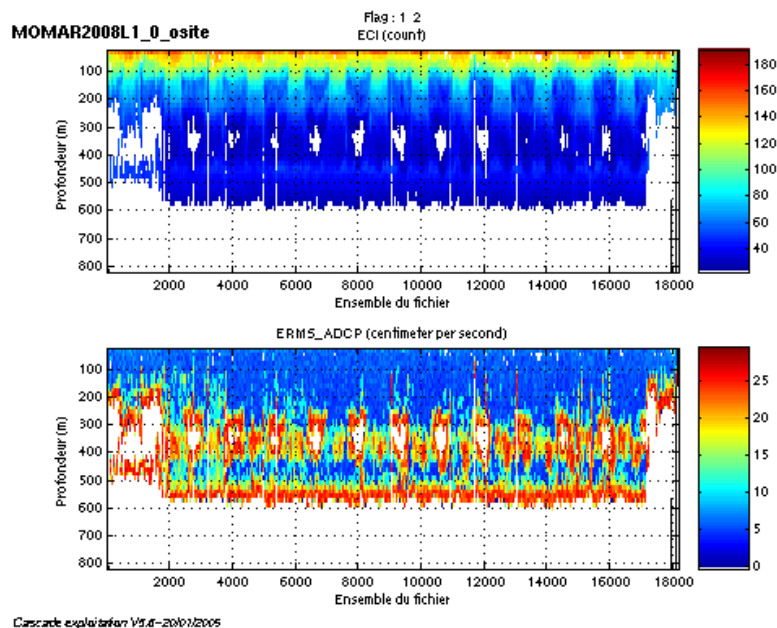 MOMAR2008L1_0_osite
Flag : 1 2
ECI (count)
Profondeur (m)
100
200
300
400
500
600
700
800
2000 4000 6000 8000 10000 12000 14000 16000 18000
Ensemble du fichier
180
160
140
120
100
80
60
40
ERMS_ADCP (centimeter per second)
Profondeur (m)
100
200
300
400
500
600
700
800
2000 4000 6000 8000 10000 12000 14000 16000 18000
Ensemble du fichier
25
20
15
10
5
0
Cascade exploitation V5.6-20/01/2005